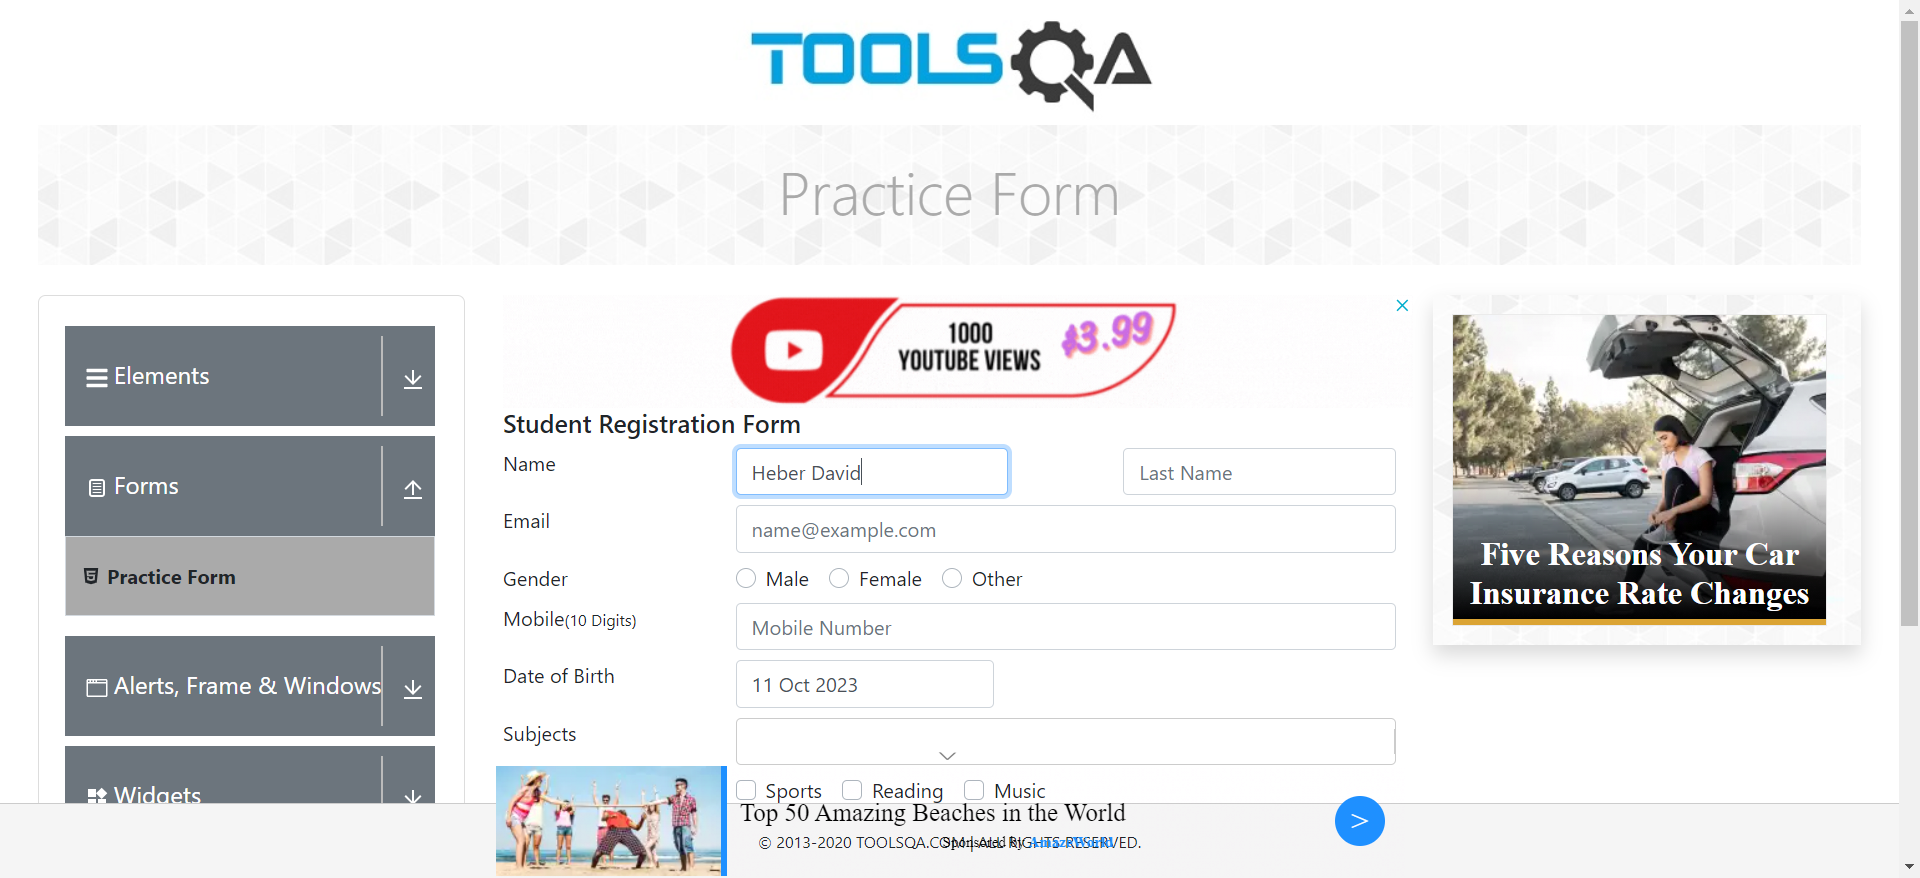 TOOLSQA
Practice Form
Elements
Forms
Practice Form
Alerts, Frame & Windows
Widgets
1000
YOUTUBE VIEWS
$3.99
Student Registration Form
Name
Heber David
Last Name
Email
name@example.com
Gender
Male
Female
Other
Mobile(10 Digits)
Mobile Number
Date of Birth
11 Oct 2023
Subjects
Sports
Reading
Music
Five Reasons Your Car
Insurance Rate Changes
Top 50 Amazing Beaches in the World
© 2013-2020 TOOLSQA.COM | ALL RIGHTS RESERVED.
Sponsored By